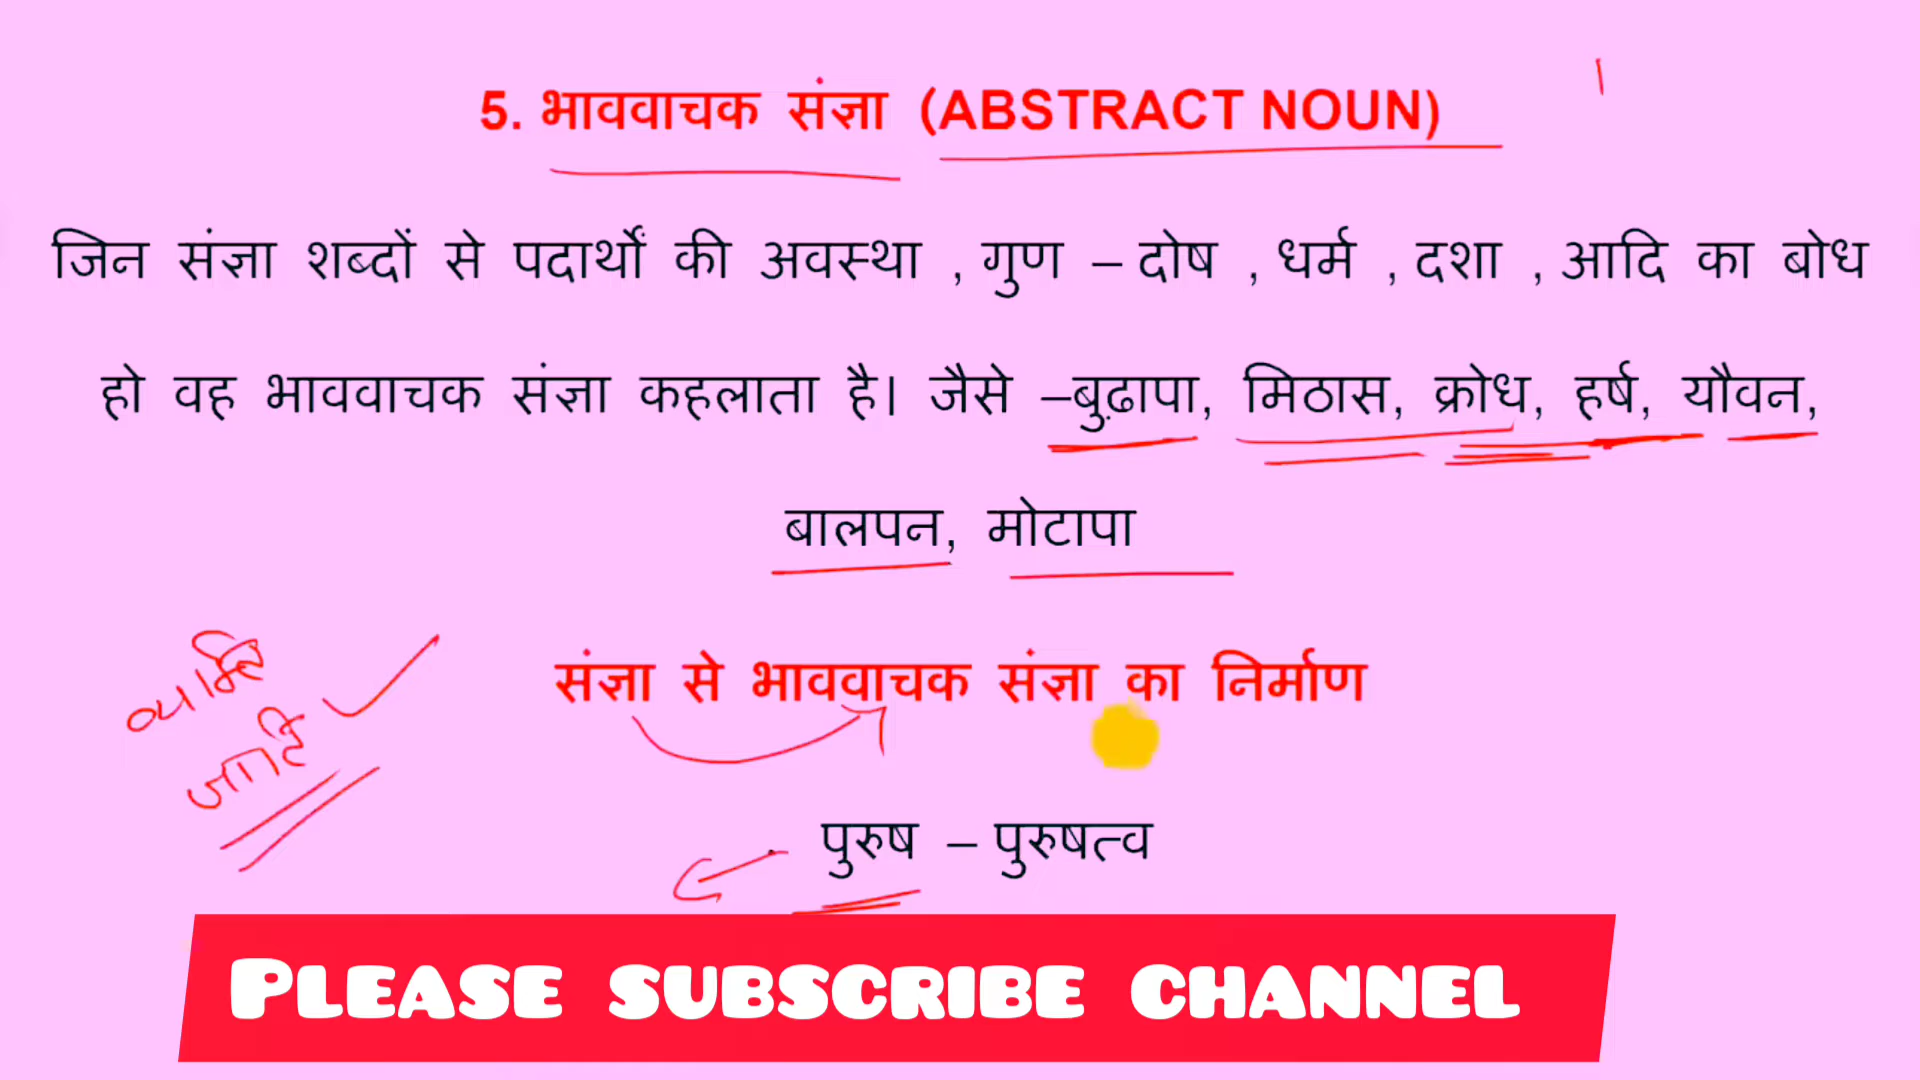 5. भाववाचक संज्ञा (ABSTRACT NOUN)
जिन संज्ञा शब्दों से पदार्थों की अवस्था , गुण – दोष , धर्म , दशा , आदि का बोध
हो वह भाववाचक संज्ञा कहलाता है। जैसे –बुढ़ापा, मिठास, क्रोध, हर्ष, यौवन,
बालपन, मोटापा
संज्ञा से भाववाचक संज्ञा का निर्माण
जाति
पुरुष – पुरुषत्व
PLEASE SUBSCRIBE CHANNEL